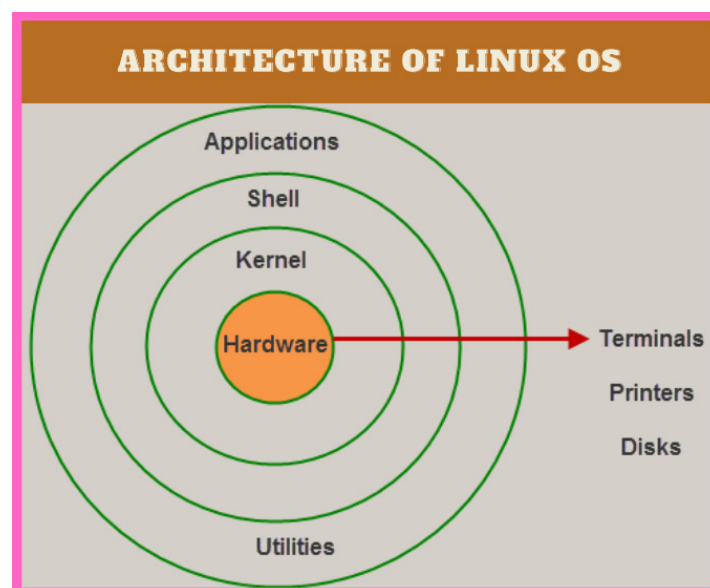 ARCHITECTURE OF LINUX OS
Applications
Shell
Kernel
Hardware
Terminals
Printers
Disks
Utilities